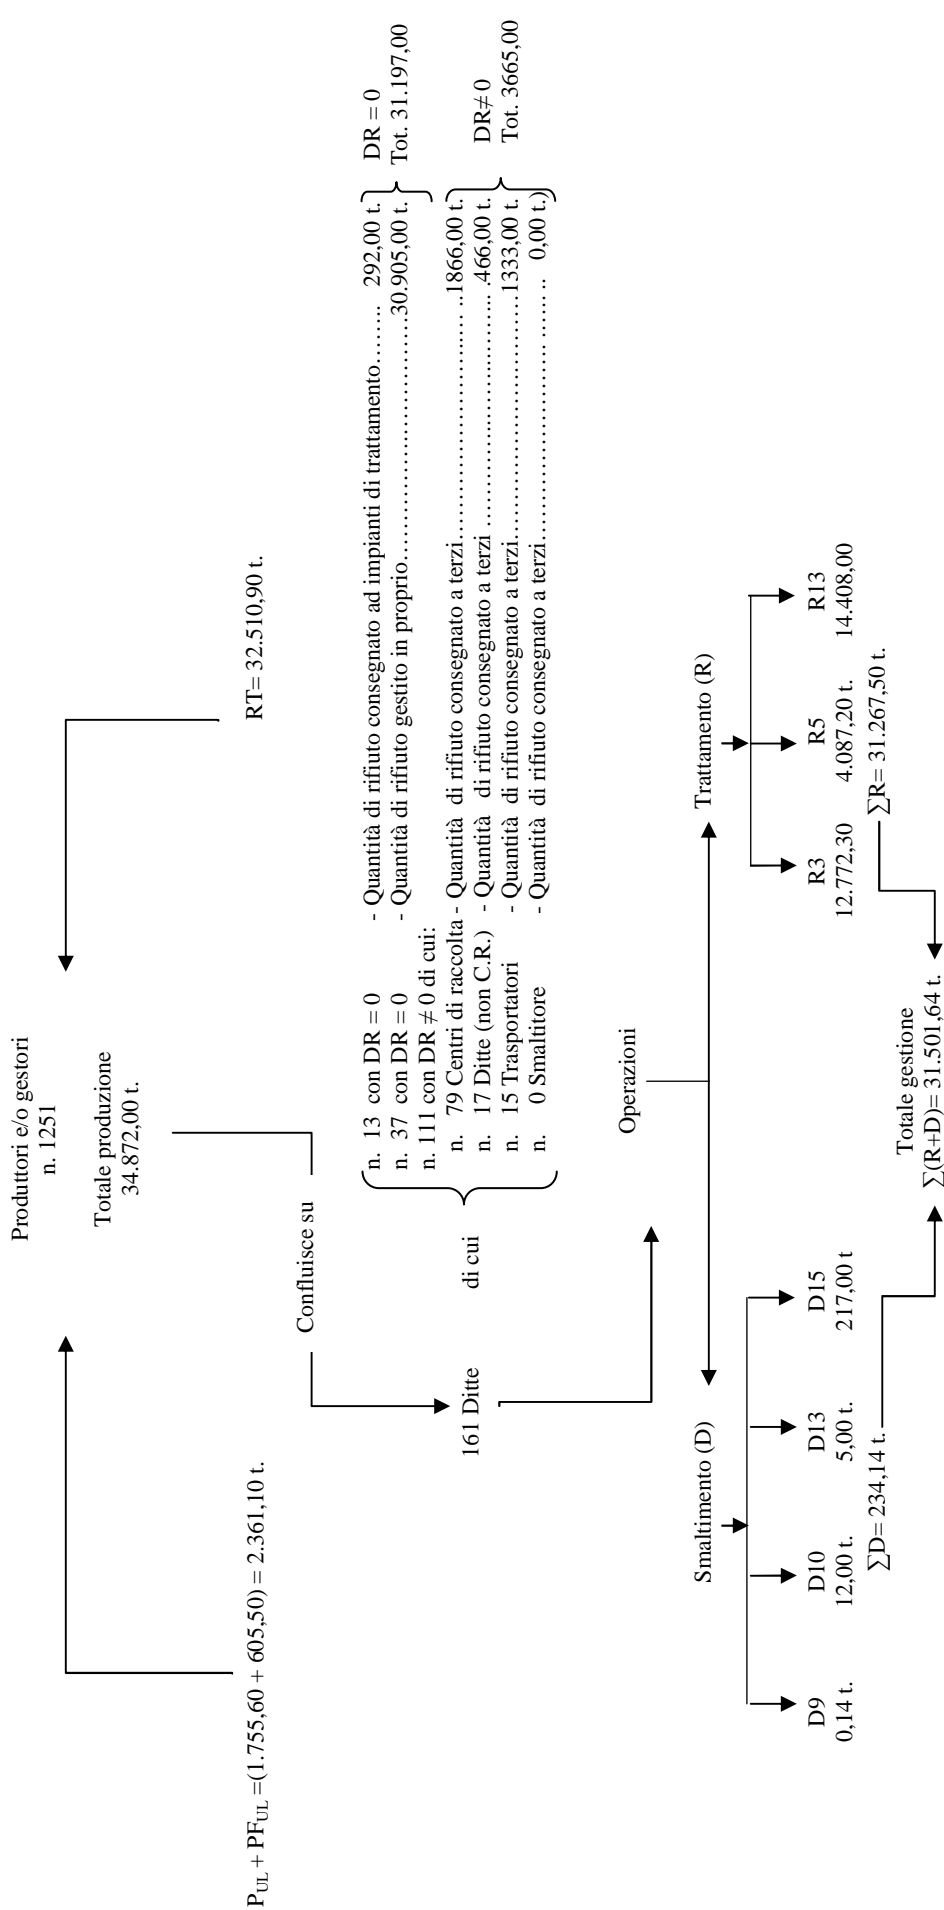 Produttori e/o gestori
n. 1251
Totale produzione
34.872,00 t.
P_UL + PF_UL =(1.755,60 + 605,50) = 2.361,10 t.
RT= 32.510,90 t.
Confluisce su
161 Ditte
di cui
n. 13 con DR = 0 - Quantità di rifiuto consegnato ad impianti di trattamento……. 292,00 t.
n. 37 con DR = 0 - Quantità di rifiuto gestito in proprio……………………………….30.905,00 t.
n. 111 con DR ≠ 0 di cui:
n. 79 Centri di raccolta - Quantità di rifiuto consegnato a terzi……………………………..1866,00 t.
n. 17 Ditte (non C.R.) - Quantità di rifiuto consegnato a terzi ……………………………...466,00 t.
n. 15 Trasportatori - Quantità di rifiuto consegnato a terzi……………………………...1333,00 t.
n. 0 Smaltitore - Quantità di rifiuto consegnato a terzi……………………………….. 0,00 t.)
DR = 0
Tot. 31.197,00
DR≠ 0
Tot. 3665,00
Operazioni
Smaltimento (D)
Trattamento (R)
D9
0,14 t.
D10
12,00 t.
D13
5,00 t.
D15
217,00 t
R3
12.772,30
R5
4.087,20 t.
R13
14.408,00
∑D= 234,14 t.
∑R= 31.267,50 t.
Totale gestione
∑(R+D)= 31.501,64 t.